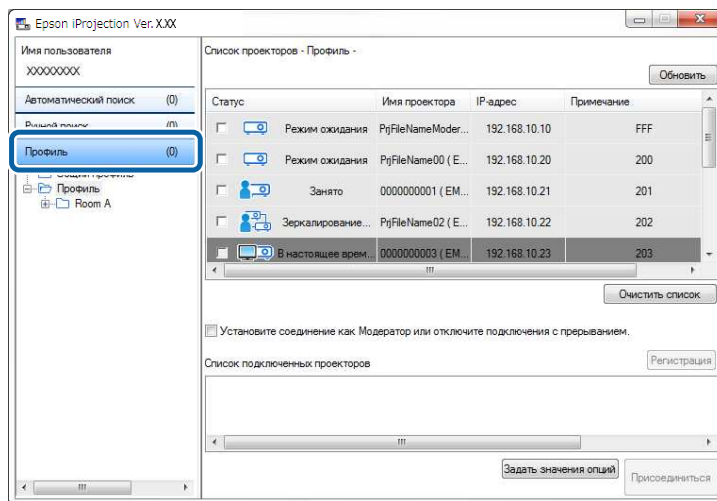 Epson iProjection Ver. X.XX
Имя пользователя
XXXXXXXX
Автоматический поиск (0)
Ручной поиск (0)
Профиль (0)
Общий профиль
Профиль
Room A
Список проекторов - Профиль -
Обновить
Статус Имя проектора IP-адрес Примечание
Режим ожидания PrjFileNameModer... 192.168.10.10 FFF
Режим ожидания PrjFileName00 ( E... 192.168.10.20 200
Занято 0000000001 ( EM... 192.168.10.21 201
Зеркалирование... PrjFileName02 ( E... 192.168.10.22 202
В настоящее врем... 0000000003 ( EM... 192.168.10.23 203
Очистить список
Установите соединение как Модератор или отключите подключения с прерыванием.
Список подключенных проекторов
Регистрация
Задать значения опций
Присоединиться